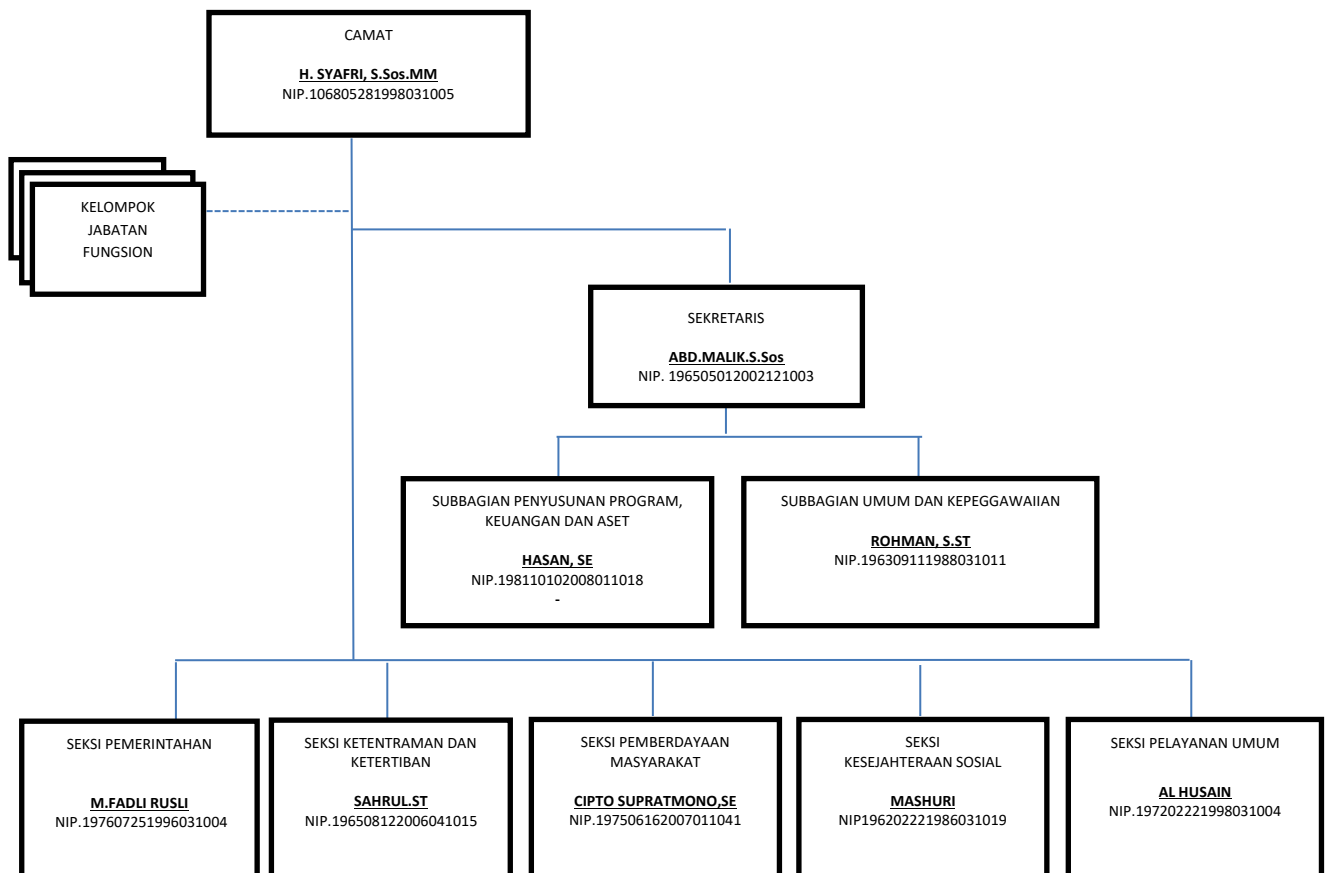 CAMAT
H. SYAFRI, S.Sos.MM
NIP.106805281998031005
KELOMPOK
JABATAN
FUNGSION
SEKRETARIS
ABD.MALIK.S.Sos
NIP. 196505012002121003
SUBBAGIAN PENYUSUNAN PROGRAM,
KEUANGAN DAN ASET
HASAN, SE
NIP.198110102008011018
-
SUBBAGIAN UMUM DAN KEPEGGAWAIIAN
ROHMAN, S.ST
NIP.196309111988031011
SEKSI PEMERINTAHAN
M.FADLI RUSLI
NIP.197607251996031004
SEKSI KETENTRAMAN DAN
KETERTIBAN
SAHRUL.ST
NIP.196508122006041015
SEKSI PEMBERDAYAAN
MASYARAKAT
CIPTO SUPRATMONO,SE
NIP.197506162007011041
SEKSI
KESEJAHTERAAN SOSIAL
MASHURI
NIP196202221986031019
SEKSI PELAYANAN UMUM
AL HUSAIN
NIP.197202221998031004